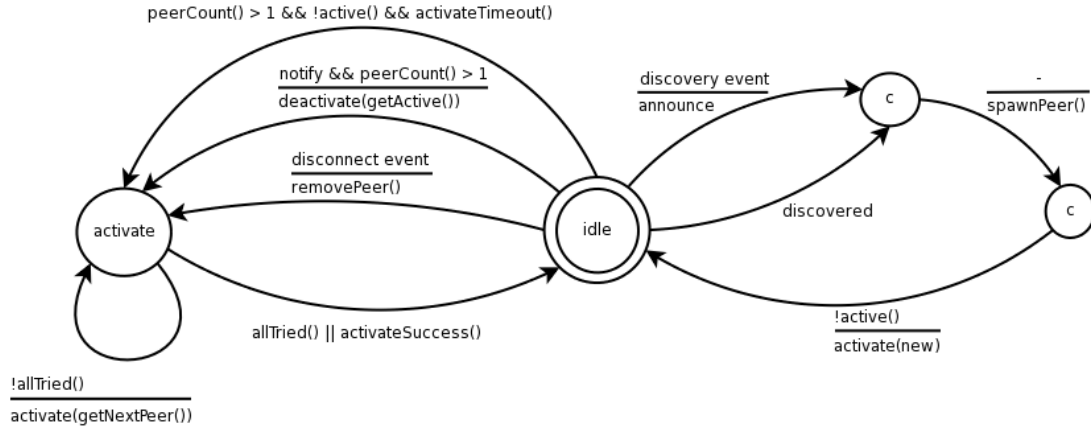 peerCount() > 1 && !active() && activateTimeout()
notify && peerCount() > 1
deactivate(getActive())
disconnect event
removePeer()
activate
idle
discovery event
announce
c
-
spawnPeer()
discovered
c
allTried() || activateSuccess()
!active()
activate(new)
!allTried()
activate(getNextPeer())